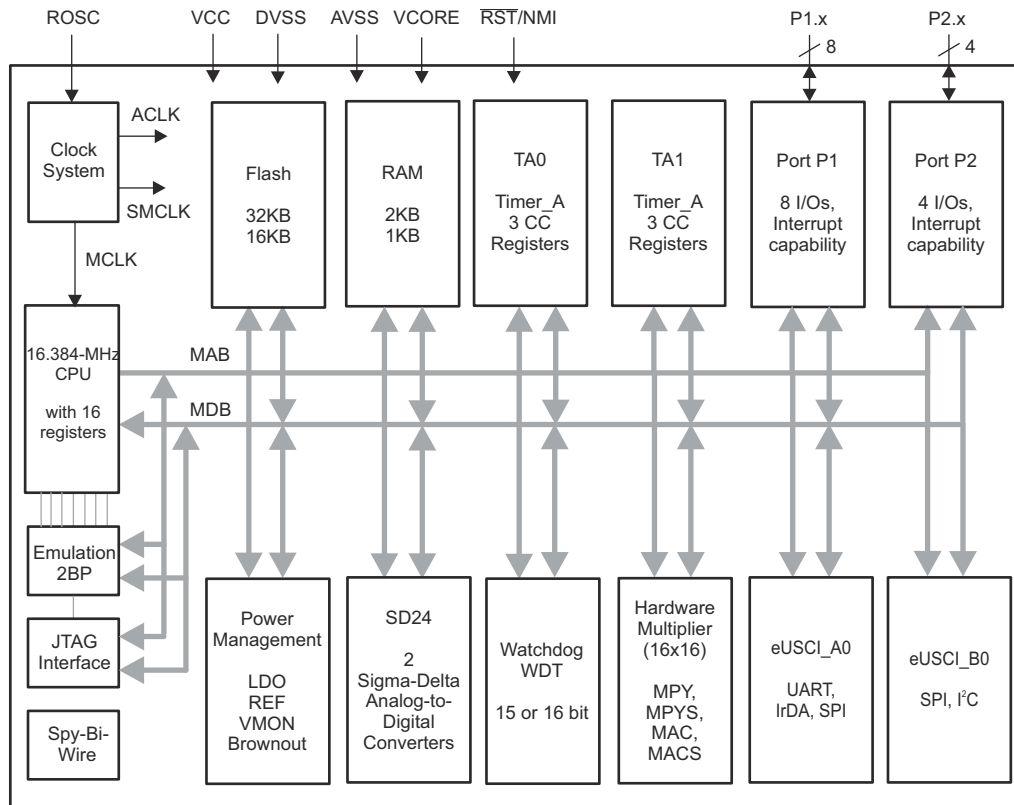 ROSC
VCC
DVSS
AVSS
VCORE
RST/NMI
P1.x
P2.x
8
4
Clock
System
ACLK
SMCLK
MCLK
Flash
32KB
16KB
RAM
2KB
1KB
TA0
Timer_A
3 CC
Registers
TA1
Timer_A
3 CC
Registers
Port P1
8 I/Os,
Interrupt
capability
Port P2
4 I/Os,
Interrupt
capability
16.384-MHz
CPU
with 16
registers
MAB
MDB
Emulation
2BP
JTAG
Interface
Spy-Bi-
Wire
Power
Management
LDO
REF
VMON
Brownout
SD24
2
Sigma-Delta
Analog-to-
Digital
Converters
Watchdog
WDT
15 or 16 bit
Hardware
Multiplier
(16x16)
MPY,
MPYS,
MAC,
MACS
eUSCI_A0
UART,
IrDA, SPI
eUSCI_B0
SPI, I²C